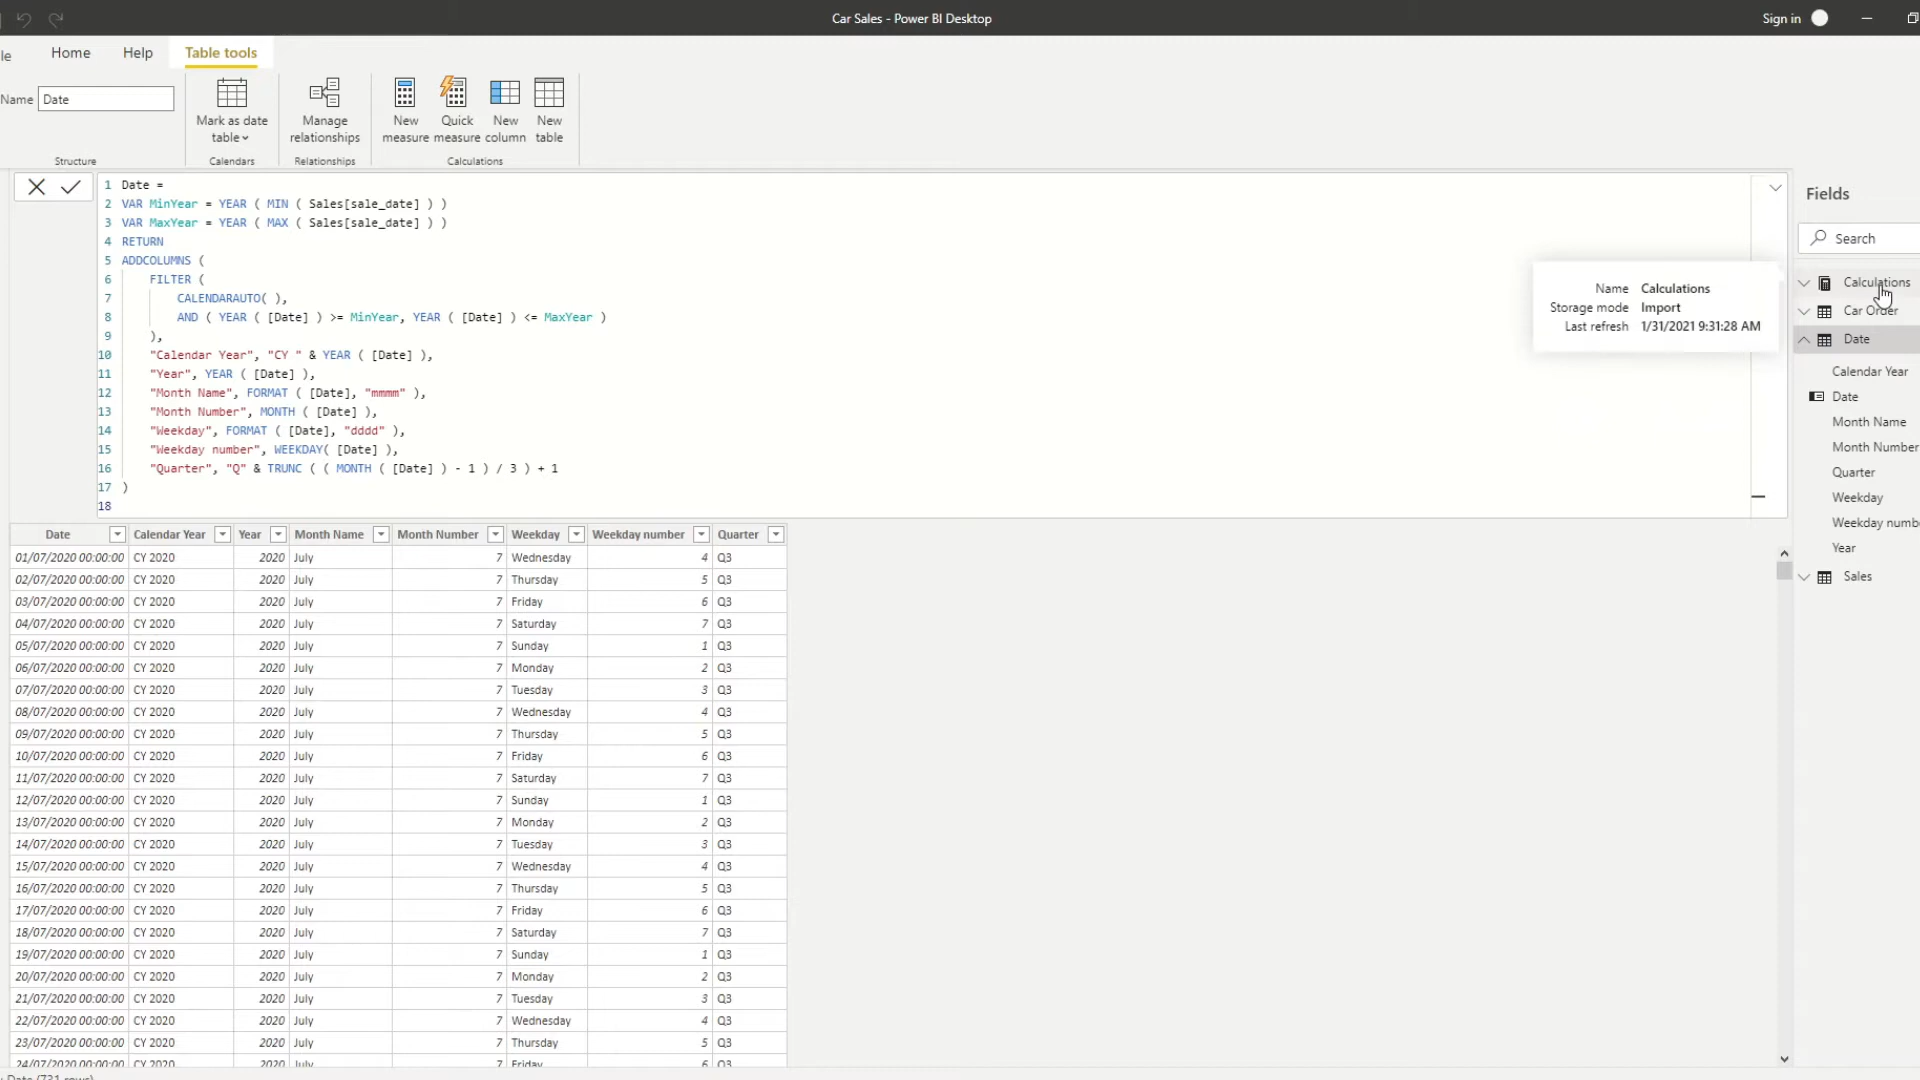 Car Sales - Power BI Desktop
Sign in
le
Home
Help
Table tools
Name
Date
Mark as date
table
Manage
relationships
New
measure
Quick
measure
New
column
New
table
Structure
Calendars
Relationships
Calculations
1 Date =
2 VAR MinYear = YEAR ( MIN ( Sales[sale_date] ) )
3 VAR MaxYear = YEAR ( MAX ( Sales[sale_date] ) )
4 RETURN
5 ADDCOLUMNS (
6 FILTER (
7 CALENDARAUTO( ),
8 AND ( YEAR ( [Date] ) >= MinYear, YEAR ( [Date] ) <= MaxYear )
9 ),
10 "Calendar Year", "CY " & YEAR ( [Date] ),
11 "Year", YEAR ( [Date] ),
12 "Month Name", FORMAT ( [Date], "mmmm" ),
13 "Month Number", MONTH ( [Date] ),
14 "Weekday", FORMAT ( [Date], "dddd" ),
15 "Weekday number", WEEKDAY( [Date] ),
16 "Quarter", "Q" & TRUNC ( ( MONTH ( [Date] ) - 1 ) / 3 ) + 1
17 )
18
Name Calculations
Storage mode Import
Last refresh 1/31/2021 9:31:28 AM
Fields
Search
Calculations
Car Order
Date
Calendar Year
Date
Month Name
Month Number
Quarter
Weekday
Weekday numb
Year
Sales
Date Calendar Year Year Month Name Month Number Weekday Weekday number Quarter
01/07/2020 00:00:00 CY 2020 2020 July 7 Wednesday 4 Q3
02/07/2020 00:00:00 CY 2020 2020 July 7 Thursday 5 Q3
03/07/2020 00:00:00 CY 2020 2020 July 7 Friday 6 Q3
04/07/2020 00:00:00 CY 2020 2020 July 7 Saturday 7 Q3
05/07/2020 00:00:00 CY 2020 2020 July 7 Sunday 1 Q3
06/07/2020 00:00:00 CY 2020 2020 July 7 Monday 2 Q3
07/07/2020 00:00:00 CY 2020 2020 July 7 Tuesday 3 Q3
08/07/2020 00:00:00 CY 2020 2020 July 7 Wednesday 4 Q3
09/07/2020 00:00:00 CY 2020 2020 July 7 Thursday 5 Q3
10/07/2020 00:00:00 CY 2020 2020 July 7 Friday 6 Q3
11/07/2020 00:00:00 CY 2020 2020 July 7 Saturday 7 Q3
12/07/2020 00:00:00 CY 2020 2020 July 7 Sunday 1 Q3
13/07/2020 00:00:00 CY 2020 2020 July 7 Monday 2 Q3
14/07/2020 00:00:00 CY 2020 2020 July 7 Tuesday 3 Q3
15/07/2020 00:00:00 CY 2020 2020 July 7 Wednesday 4 Q3
16/07/2020 00:00:00 CY 2020 2020 July 7 Thursday 5 Q3
17/07/2020 00:00:00 CY 2020 2020 July 7 Friday 6 Q3
18/07/2020 00:00:00 CY 2020 2020 July 7 Saturday 7 Q3
19/07/2020 00:00:00 CY 2020 2020 July 7 Sunday 1 Q3
20/07/2020 00:00:00 CY 2020 2020 July 7 Monday 2 Q3
21/07/2020 00:00:00 CY 2020 2020 July 7 Tuesday 3 Q3
22/07/2020 00:00:00 CY 2020 2020 July 7 Wednesday 4 Q3
23/07/2020 00:00:00 CY 2020 2020 July 7 Thursday 5 Q3
24/07/2020 00:00:00 CY 2020 2020 July 7 Friday 6 Q3
Date (731 rows)